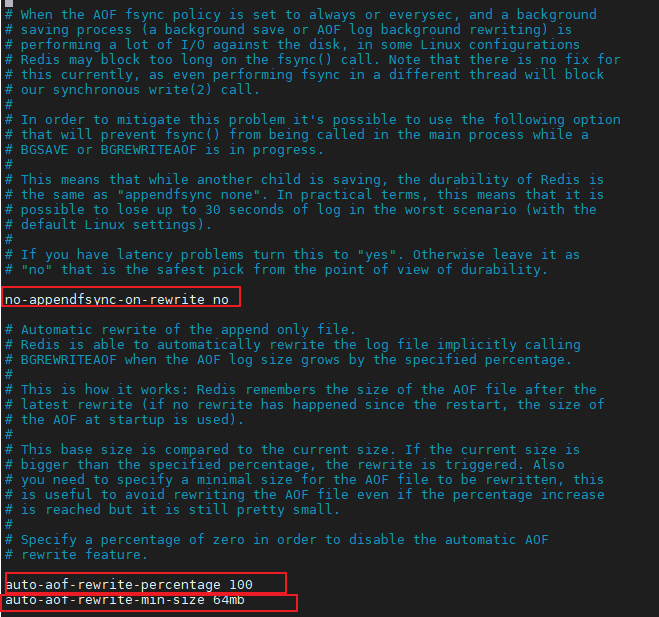 # When the AOF fsync policy is set to always or everysec, and a background
# saving process (a background save or AOF log background rewriting) is
# performing a lot of I/O against the disk, in some Linux configurations
# Redis may block too long on the fsync() call. Note that there is no fix for
# this currently, as even performing fsync in a different thread will block
# our synchronous write(2) call.
#
# In order to mitigate this problem it's possible to use the following option
# that will prevent fsync() from being called in the main process while a
# BGSAVE or BGREWRITEAOF is in progress.
#
# This means that while another child is saving, the durability of Redis is
# the same as "appendfsync none". In practical terms, this means that it is
# possible to lose up to 30 seconds of log in the worst scenario (with the
# default Linux settings).
#
# If you have latency problems turn this to "yes". Otherwise leave it as
# "no" that is the safest pick from the point of view of durability.
no-appendfsync-on-rewrite no
# Automatic rewrite of the append only file.
# Redis is able to automatically rewrite the log file implicitly calling
# BGREWRITEAOF when the AOF log size grows by the specified percentage.
#
# This is how it works: Redis remembers the size of the AOF file after the
# latest rewrite (if no rewrite has happened since the restart, the size of
# the AOF at startup is used).
#
# This base size is compared to the current size. If the current size is
# bigger than the specified percentage, the rewrite is triggered. Also
# you need to specify a minimal size for the AOF file to be rewritten, this
# is useful to avoid rewriting the AOF file even if the percentage increase
# is reached but it is still pretty small.
#
# Specify a percentage of zero in order to disable the automatic AOF
# rewrite feature.
auto-aof-rewrite-percentage 100
auto-aof-rewrite-min-size 64mb